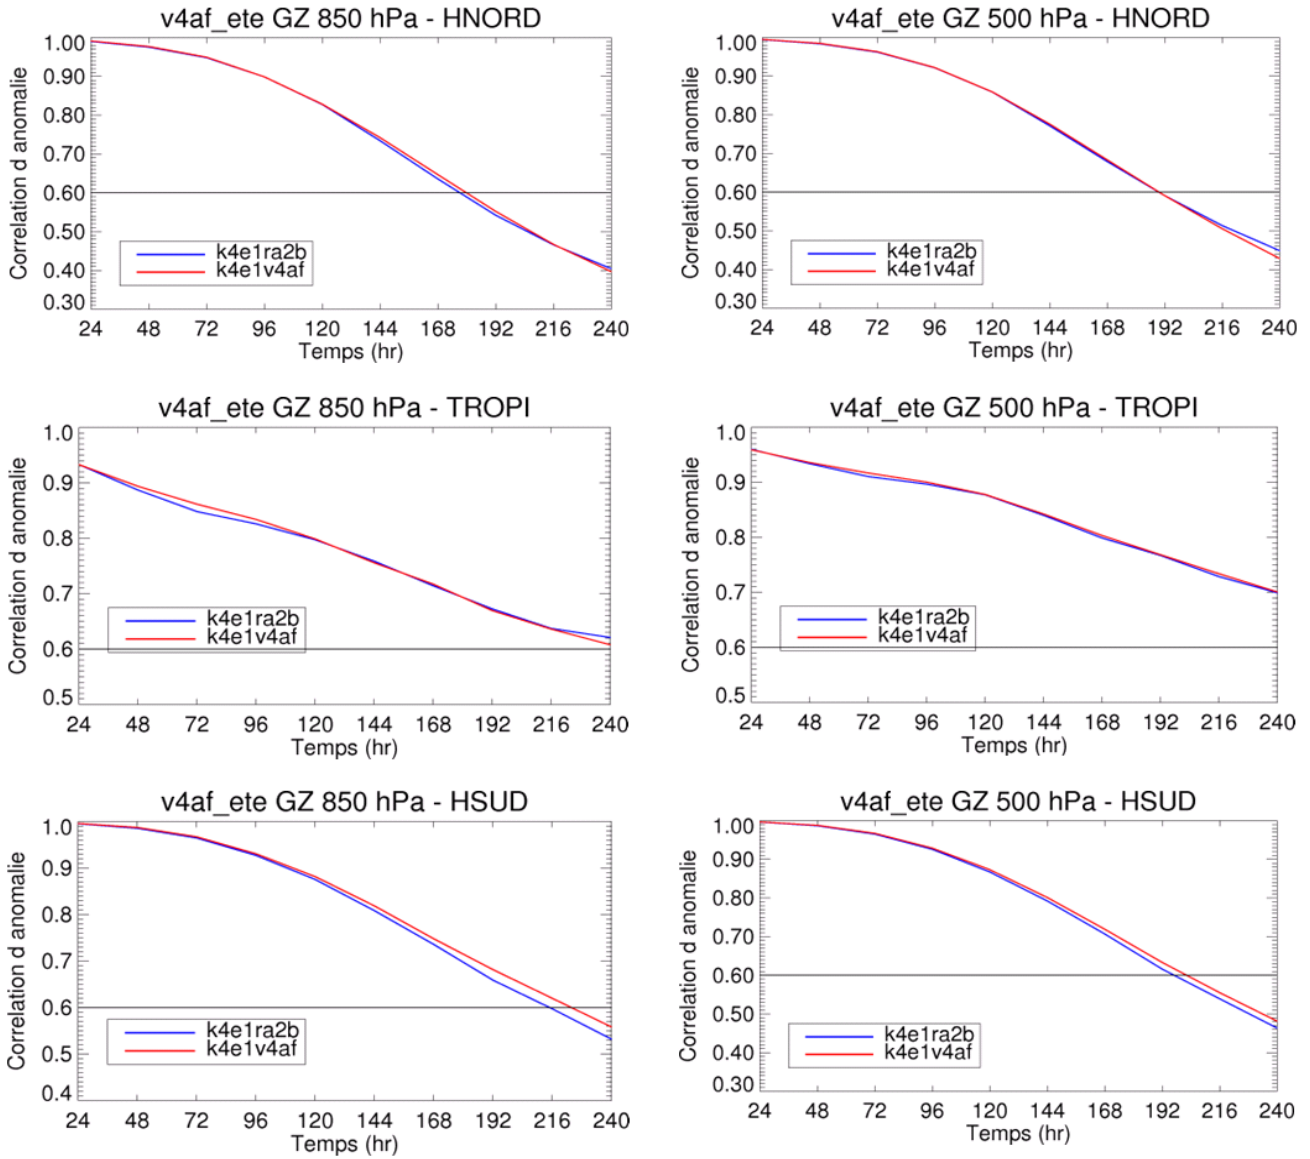 v4af_ete GZ 850 hPa - HNORD
Correlation d anomalie
1.00
0.90
0.80
0.70
0.60
0.50
0.40
0.30
k4e1ra2b
k4e1v4af
24 48 72 96 120 144 168 192 216 240
Temps (hr)
v4af_ete GZ 500 hPa - HNORD
Correlation d anomalie
1.00
0.90
0.80
0.70
0.60
0.50
0.40
0.30
k4e1ra2b
k4e1v4af
24 48 72 96 120 144 168 192 216 240
Temps (hr)
v4af_ete GZ 850 hPa - TROPI
Correlation d anomalie
1.0
0.9
0.8
0.7
0.6
0.5
k4e1ra2b
k4e1v4af
24 48 72 96 120 144 168 192 216 240
Temps (hr)
v4af_ete GZ 500 hPa - TROPI
Correlation d anomalie
1.0
0.9
0.8
0.7
0.6
0.5
k4e1ra2b
k4e1v4af
24 48 72 96 120 144 168 192 216 240
Temps (hr)
v4af_ete GZ 850 hPa - HSUD
Correlation d anomalie
1.0
0.9
0.8
0.7
0.6
0.5
0.4
k4e1ra2b
k4e1v4af
24 48 72 96 120 144 168 192 216 240
Temps (hr)
v4af_ete GZ 500 hPa - HSUD
Correlation d anomalie
1.00
0.90
0.80
0.70
0.60
0.50
0.40
0.30
k4e1ra2b
k4e1v4af
24 48 72 96 120 144 168 192 216 240
Temps (hr)